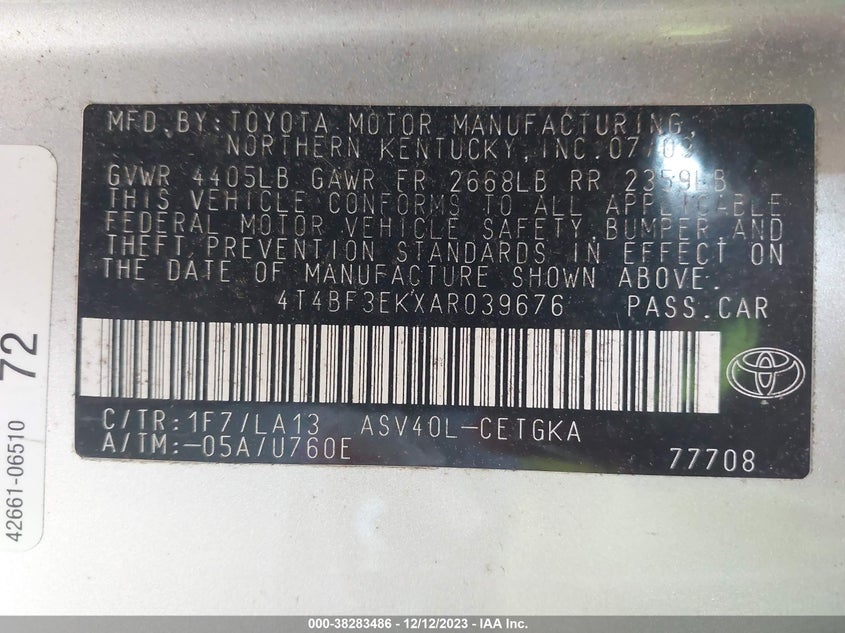 MFD.BY:TOYOTA MOTOR MANUFACTURING,
NORTHERN KENTUCKY,INC.07/09
GVWR 4405LB GAWR FR 2668LB RR 2359LB
THIS VEHICLE CONFORMS TO ALL APPLICABLE
FEDERAL MOTOR VEHICLE SAFETY,BUMPER AND
THEFT PREVENTION STANDARDS IN EFFECT ON
THE DATE OF MANUFACTURE SHOWN ABOVE.
4T4BF3EKXAR039676 PASS.CAR
C/TR:1F7/LA13 ASV40L-CETGKA
A/TM:-05A/U760E 77708
42661-06510 72
000-38283486 - 12/12/2023 - IAA Inc.